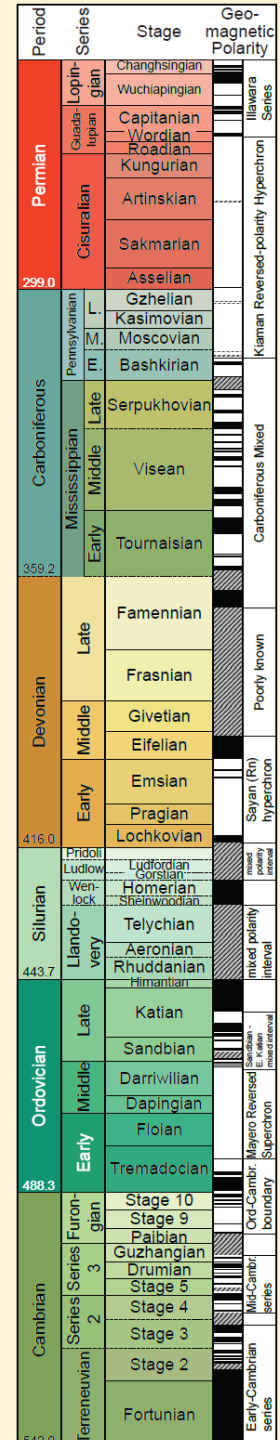 Period
Series
Stage
Geo-
magnetic
Polarity
Permian
299.0
Lopin-
gian
Changhsingian
Wuchiapingian
Guada-
lupian
Capitanian
Wordian
Roadian
Cisuralian
Kungurian
Artinskian
Sakmarian
Asselian
Illawara
Series
Kiaman Reversed-polarity Hyperchron
Carboniferous
359.2
Pennsylvanian
L.
Gzhelian
Kasimovian
M.
Moscovian
E.
Bashkirian
Mississippian
Late
Serpukhovian
Middle
Visean
Early
Tournaisian
Carboniferous Mixed
Devonian
416.0
Late
Famennian
Frasnian
Middle
Givetian
Eifelian
Early
Emsian
Pragian
Lochkovian
Poorly known
Sayan (Rn)
hyperchron
Silurian
443.7
Pridoli
Ludlow
Ludfordian
Gorstian
Wen-
lock
Homerian
Sheinwoodian
Llando-
very
Telychian
Aeronian
Rhuddanian
mixed polarity
interval
mixed polarity
interval
Ordovician
488.3
Late
Hirnantian
Katian
Sandbian
Middle
Darriwilian
Dapingian
Early
Floian
Tremadocian
Sandbian -
E. Katian
mixed interval
Mayero Reversed
Superchron
Ord-Cambr.
boundary
Cambrian
Furon-
gian
Stage 10
Stage 9
Paibian
Series
3
Guzhangian
Drumian
Stage 5
Series
2
Stage 4
Stage 3
Terreneuvian
Stage 2
Fortunian
Mid-Cambr.
series
Early-Cambrian
series